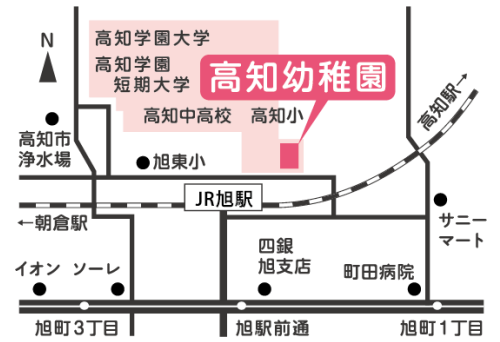 N
高知学園大学
高知学園
短期大学
高知幼稚園
高知中高校
高知小
高知駅→
高知市
浄水場
旭東小
JR旭駅
←朝倉駅
サニー
マート
四銀
旭支店
イオン
ソーレ
町田病院
旭町3丁目
旭駅前通
旭町1丁目